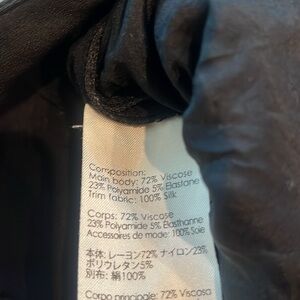 Composition:
Main body: 72% Viscose
23% Polyamide 5% Elastane
Trim fabric: 100% Silk
Corps: 72% Viscose
23% Polyamide 5% Elasthanne
Accessoires de mode: 100% Soie
本体: レーヨン72% ナイロン23%
ポリウレタン5%
別布: 絹100%
Corpo principale: 72% Viscosa